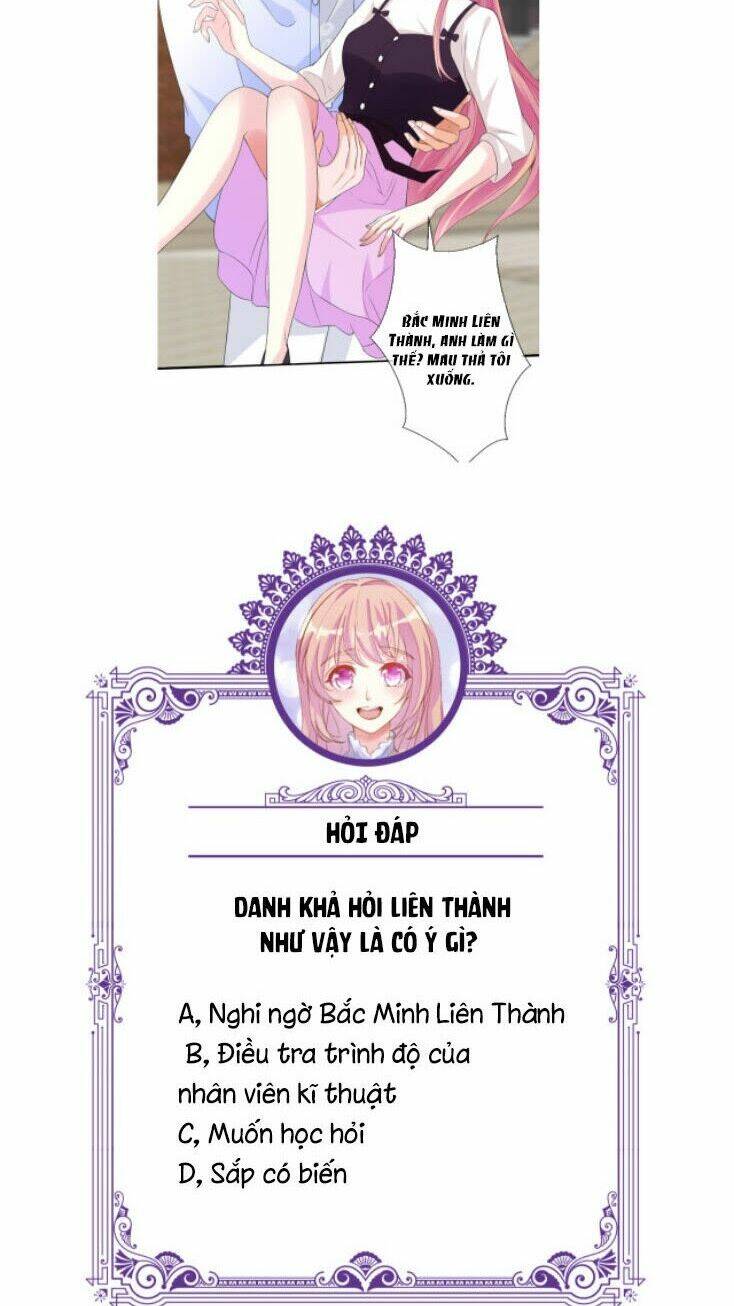 BẮC MINH LIÊN
THÀNH, ANH LÀM GÌ
THẾ? MAU THẢ TÔI
XUỐNG.
HỎI ĐÁP
DANH KHẢ HỎI LIÊN THÀNH
NHƯ VẬY LÀ CÓ Ý GÌ?
A, Nghi ngờ Bắc Minh Liên Thành
B, Điều tra trình độ của
nhân viên kĩ thuật
C, Muốn học hỏi
D, Sắp có biến